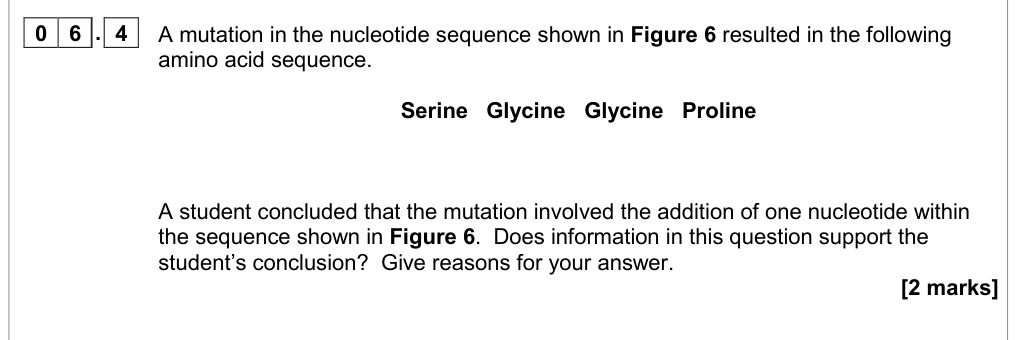 0 6 . 4 A mutation in the nucleotide sequence shown in Figure 6 resulted in the following
amino acid sequence.
Serine Glycine Glycine Proline
A student concluded that the mutation involved the addition of one nucleotide within
the sequence shown in Figure 6. Does information in this question support the
student’s conclusion? Give reasons for your answer.
[2 marks]